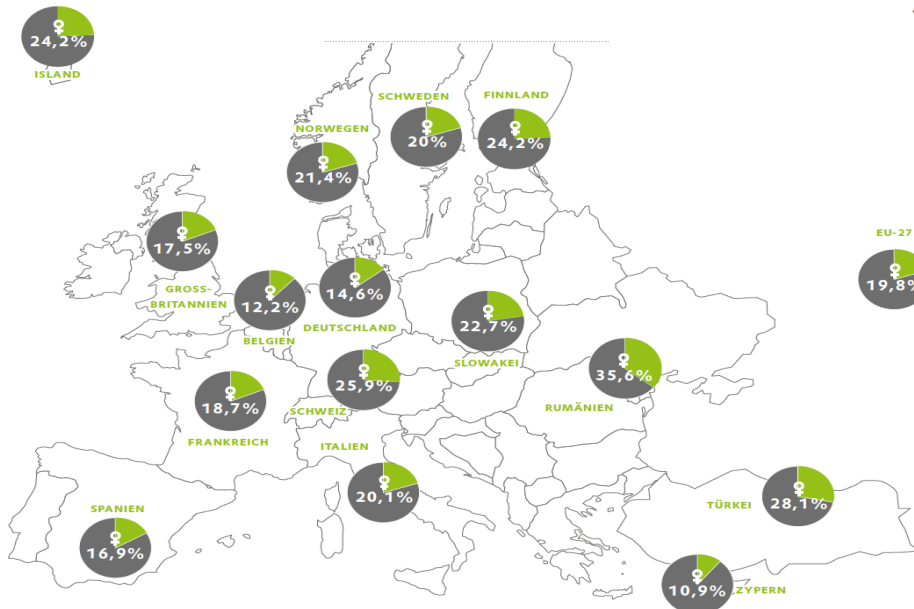 24,2%
ISLAND
SCHWEDEN
20%
FINNLAND
24,2%
NORWEGEN
21,4%
17,5%
GROSS-
BRITANNIEN
EU-27
19,8%
12,2%
BELGIEN
14,6%
DEUTSCHLAND
22,7%
SLOWAKEI
35,6%
RUMÄNIEN
25,9%
SCHWEIZ
18,7%
FRANKREICH
ITALIEN
20,1%
SPANIEN
16,9%
TÜRKEI
28,1%
10,9%
ZYPERN